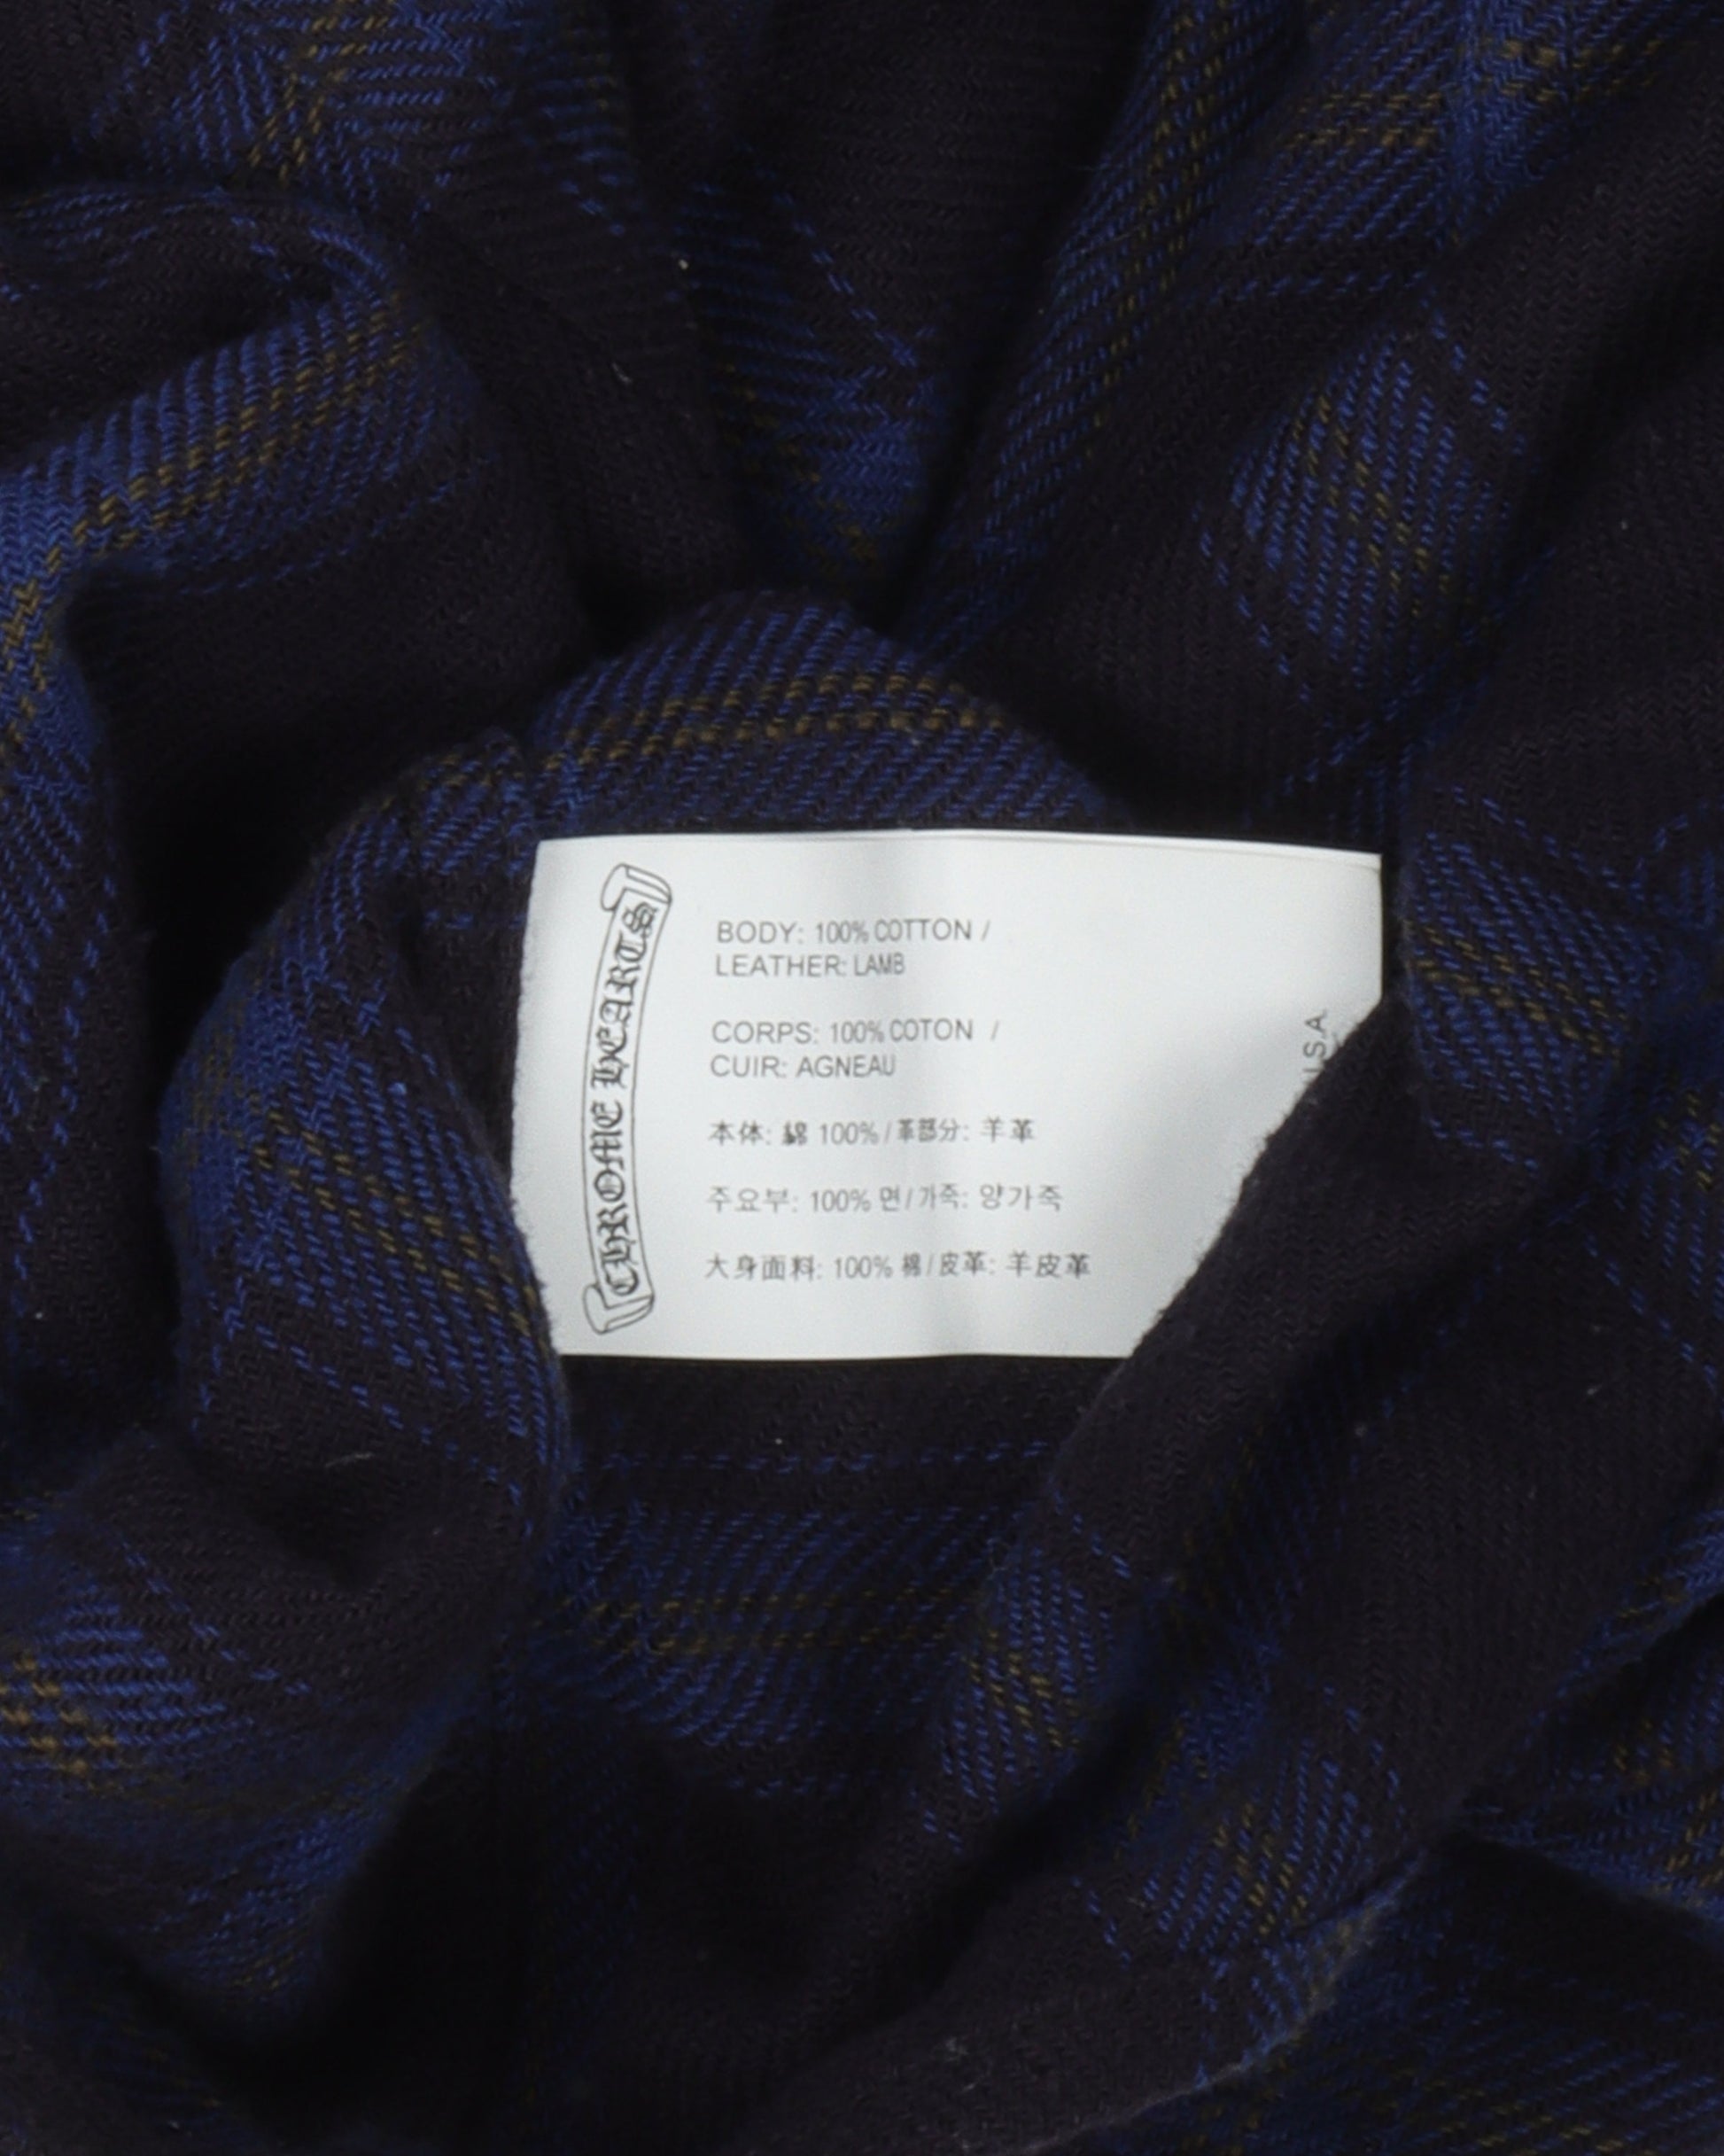 CHROME HEARTS
BODY: 100% COTTON /
LEATHER: LAMB
CORPS: 100% COTON /
CUIR: AGNEAU
本体: 綿 100% / 革部分: 羊革
주요부: 100% 면 / 가죽: 양가죽
大身面料: 100% 棉 / 皮革: 羊皮革
.S.A.